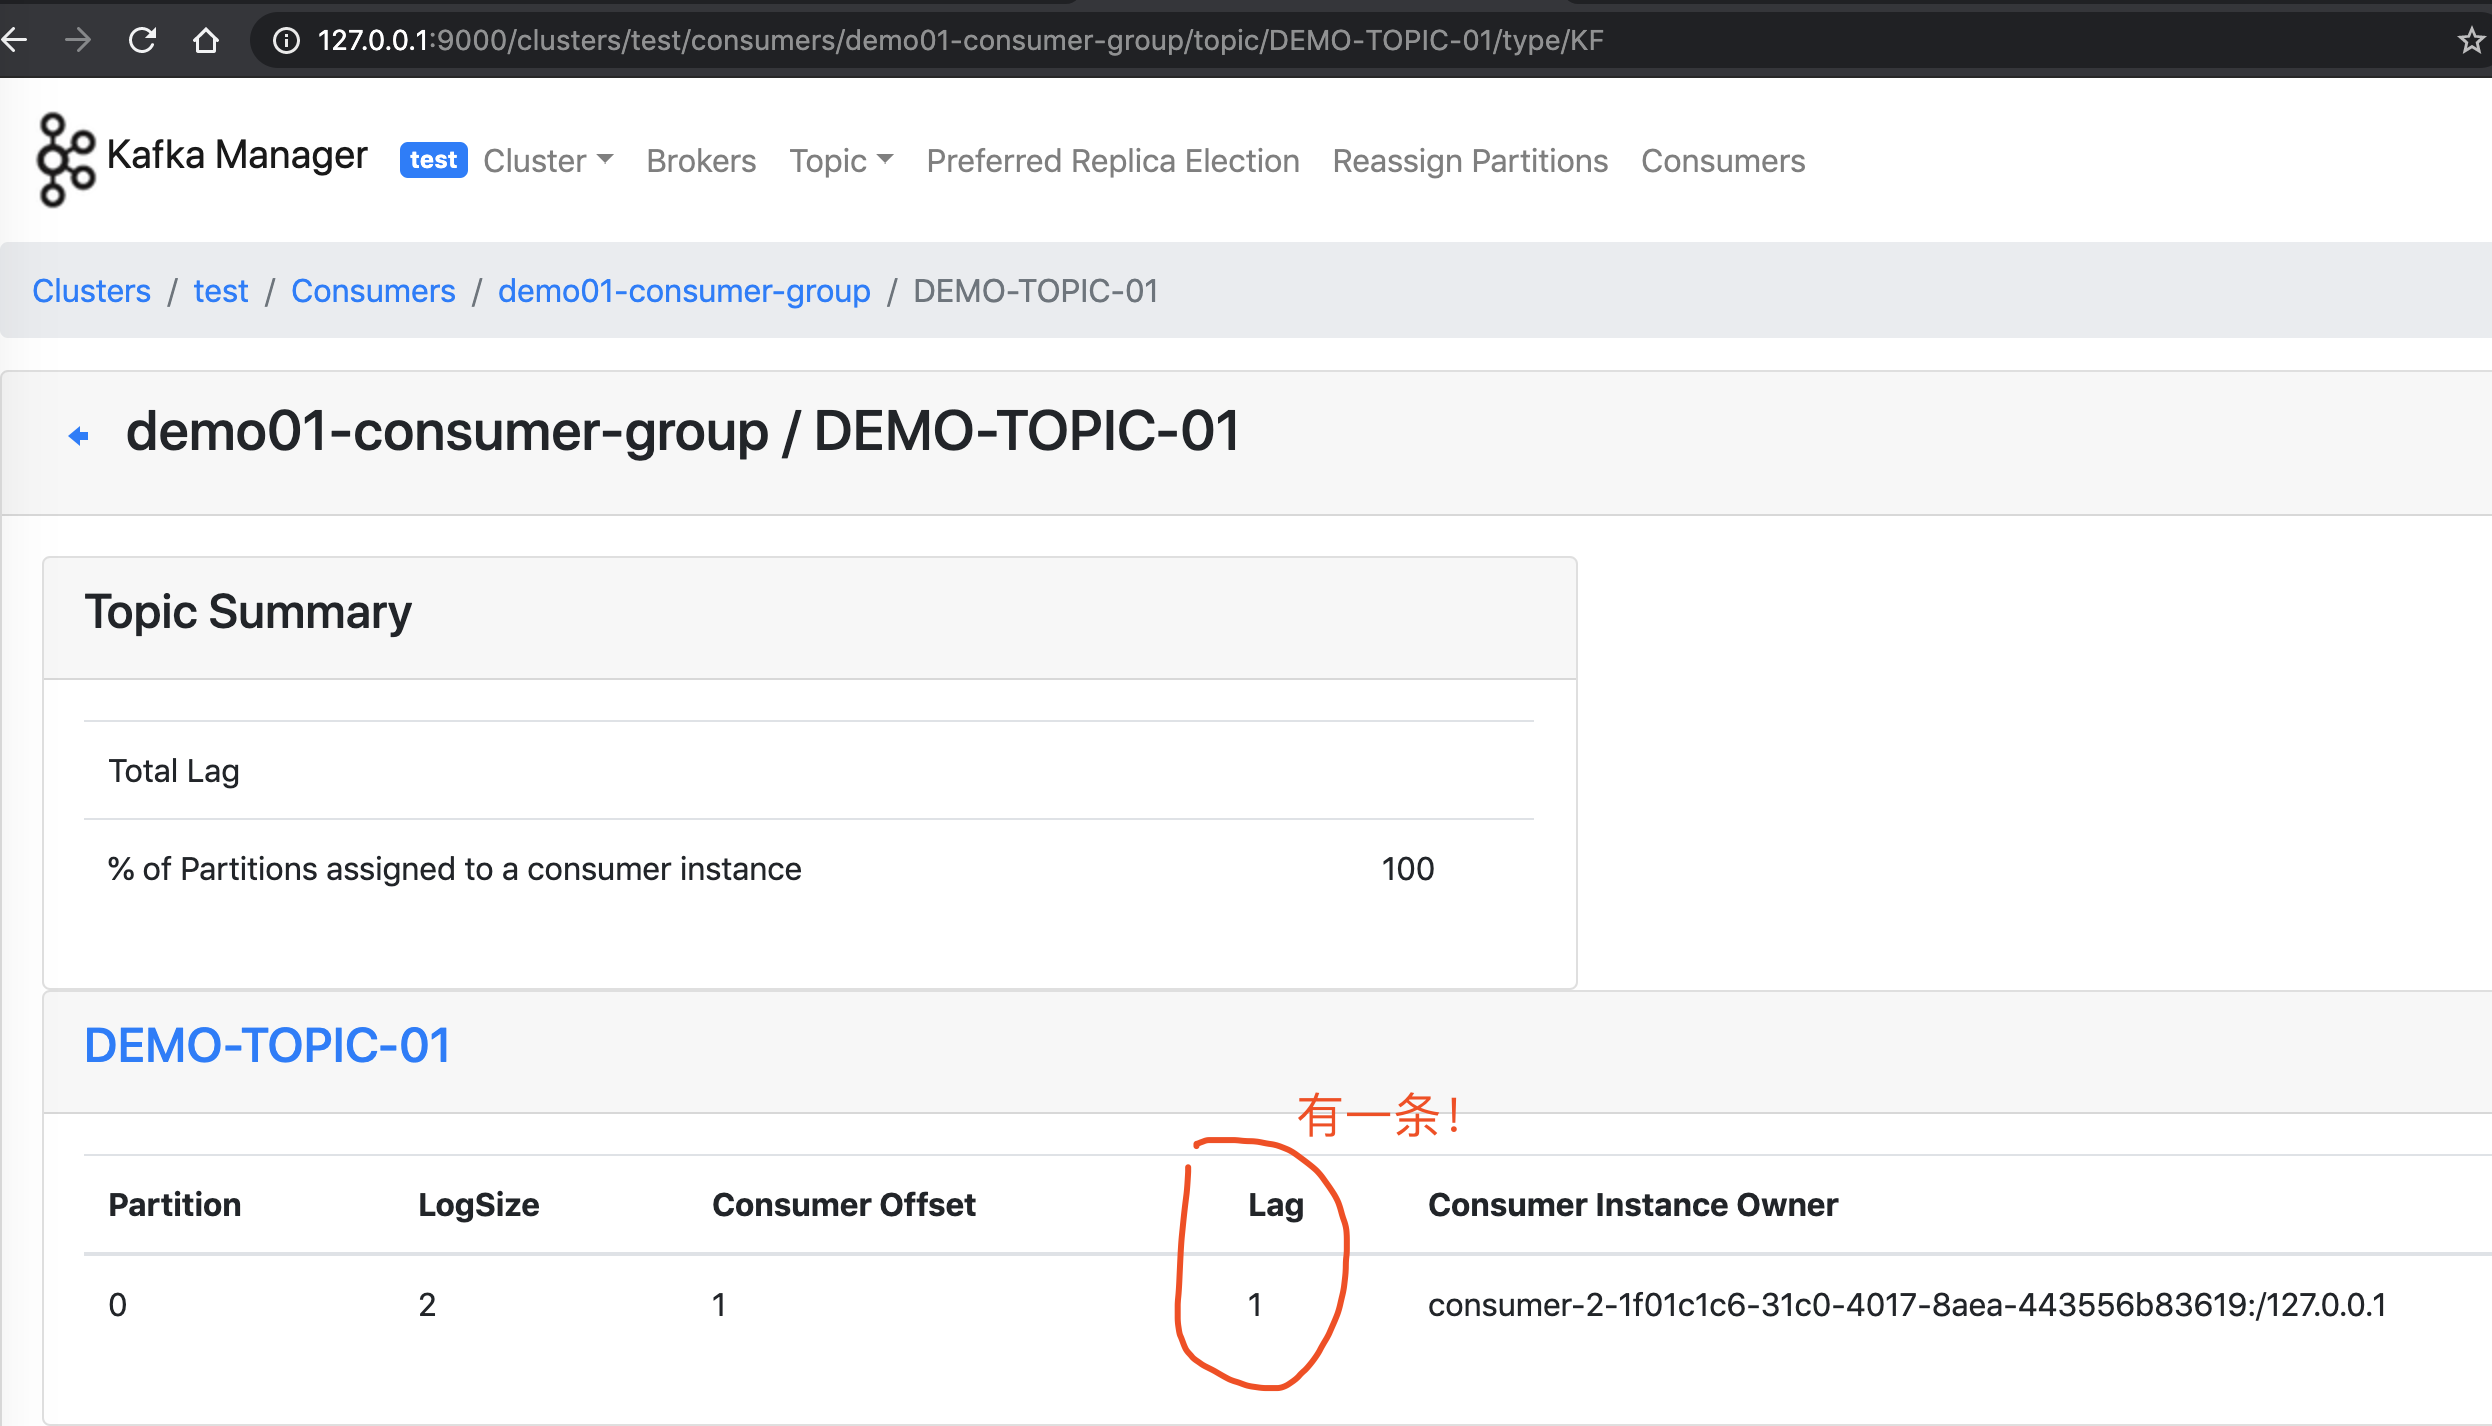 127.0.0.1:9000/clusters/test/consumers/demo01-consumer-group/topic/DEMO-TOPIC-01/type/KF
Kafka Manager test Cluster Brokers Topic Preferred Replica Election Reassign Partitions Consumers
Clusters / test / Consumers / demo01-consumer-group / DEMO-TOPIC-01
demo01-consumer-group / DEMO-TOPIC-01
Topic Summary
Total Lag
% of Partitions assigned to a consumer instance 100
DEMO-TOPIC-01
有一条！
Partition LogSize Consumer Offset Lag Consumer Instance Owner
0 2 1 1 consumer-2-1f01c1c6-31c0-4017-8aea-443556b83619:/127.0.0.1